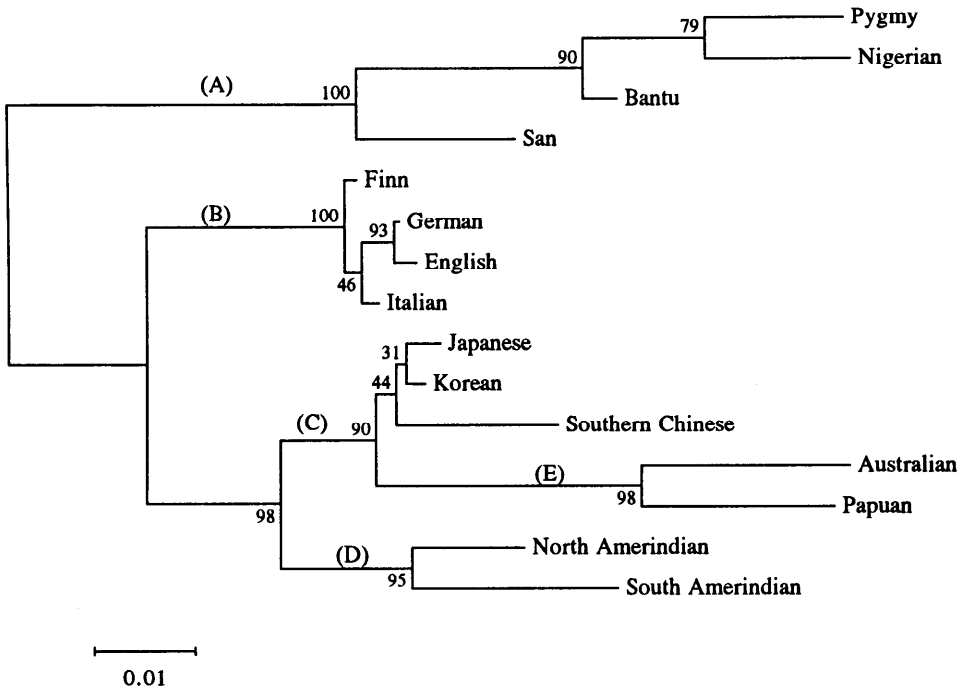 Pygmy
79
Nigerian
90
(A)
100
Bantu
San
Finn
(B)
100
German
93
English
46
Italian
Japanese
31
Korean
44
(C)
90
Southern Chinese
Australian
(E)
98
Papuan
98
North Amerindian
(D)
95
South Amerindian
0.01